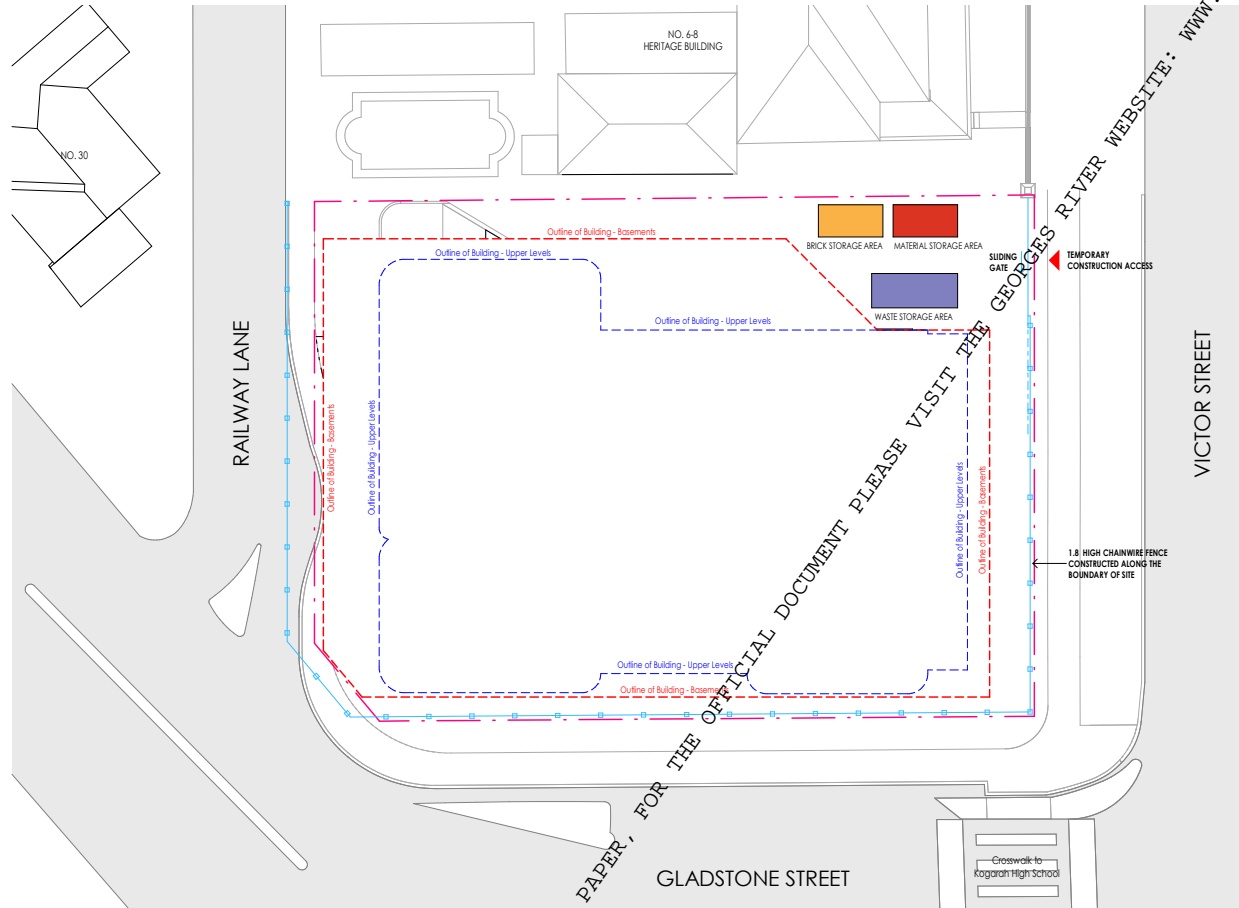 NO. 6-8
HERITAGE BUILDING
NO. 30
Outline of Building - Basements
Outline of Building - Upper Levels
Outline of Building - Upper Levels
BRICK STORAGE AREA
MATERIAL STORAGE AREA
WASTE STORAGE AREA
SLIDING
GATE
TEMPORARY
CONSTRUCTION ACCESS
RAILWAY LANE
Outline of Building - Basements
Outline of Building - Upper Levels
Outline of Building - Upper Levels
Outline of Building - Basements
VICTOR STREET
1.8 HIGH CHAINWIRE FENCE
CONSTRUCTED ALONG THE
BOUNDARY OF SITE
Outline of Building - Upper Levels
Outline of Building - Basements
PAPER, FOR THE OFFICIAL DOCUMENT PLEASE VISIT THE GEORGES RIVER WEBSITE: WWW.
GLADSTONE STREET
Crosswalk to
Kogarah High School